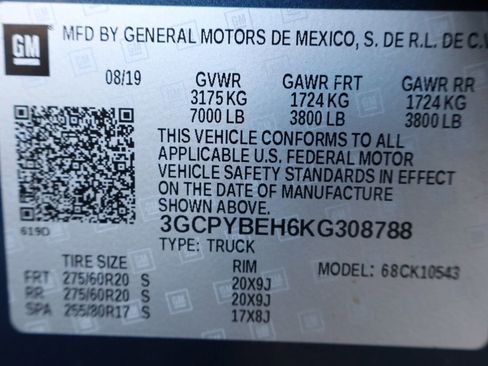 GM
MFD BY GENERAL MOTORS DE MEXICO, S. DE R.L. DE C.V
08/19 GVWR GAWR FRT GAWR RR
3175 KG 1724 KG 1724 KG
7000 LB 3800 LB 3800 LB
THIS VEHICLE CONFORMS TO ALL
APPLICABLE U.S. FEDERAL MOTOR
VEHICLE SAFETY STANDARDS IN EFFECT
ON THE DATE OF MANUFACTURE
SHOWN ABOVE.
619D
3GCPYBEH6KG308788
TYPE: TRUCK
TIRE SIZE RIM MODEL: 68CK10543
FRT 275/60R20 S 20X9J
RR 275/60R20 S 20X9J
SPA 255/80R17 S 17X8J